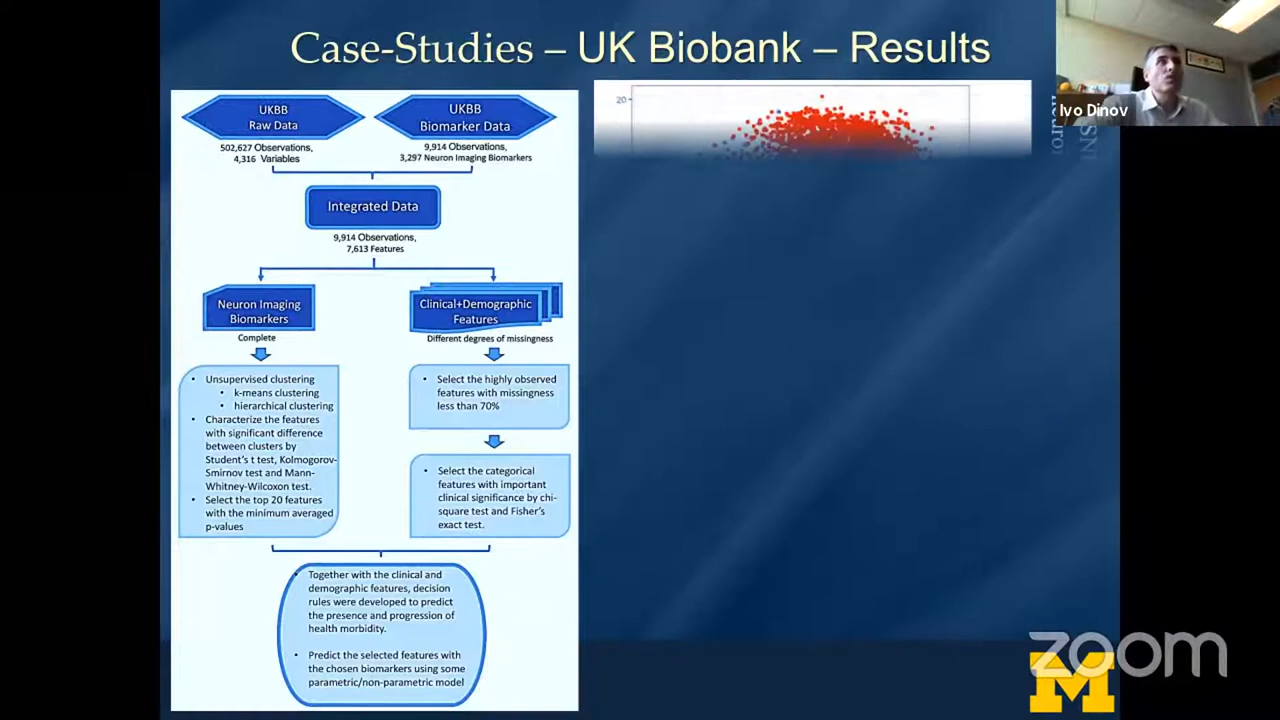 Case-Studies – UK Biobank – Results
UKBB
Raw Data
UKBB
Biomarker Data
502,627 Observations,
4,316 Variables
9,914 Observations,
3,297 Neuron Imaging Biomarkers
Integrated Data
9,914 Observations,
7,613 Features
Neuron Imaging
Biomarkers
Complete
Clinical+Demographic
Features
Different degrees of missingness
• Unsupervised clustering
• k-means clustering
• hierarchical clustering
• Characterize the features
with significant difference
between clusters by
Student's t test, Kolmogorov-
Smirnov test and Mann-
Whitney-Wilcoxon test.
• Select the top 20 features
with the minimum averaged
p-values
• Select the highly observed
features with missingness
less than 70%
• Select the categorical
features with important
clinical significance by chi-
square test and Fisher's
exact test.
• Together with the clinical and
demographic features, decision
rules were developed to predict
the presence and progression of
health morbidity.
• Predict the selected features with
the chosen biomarkers using some
parametric/non-parametric model
20
Ivo Dinov
zoom
M